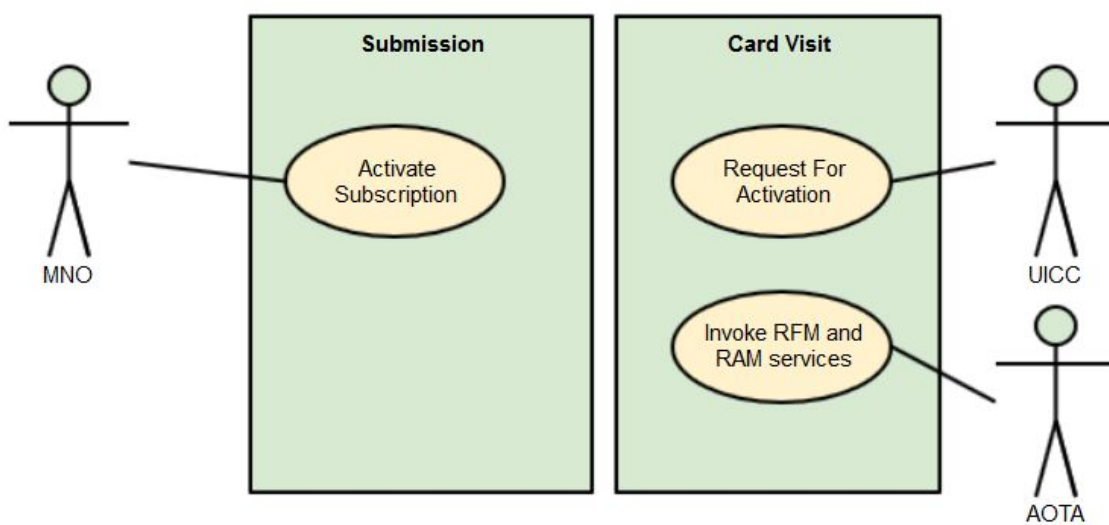 Submission
Card Visit
Activate
Subscription
Request For
Activation
MNO
UICC
Invoke RFM and
RAM services
AOTA